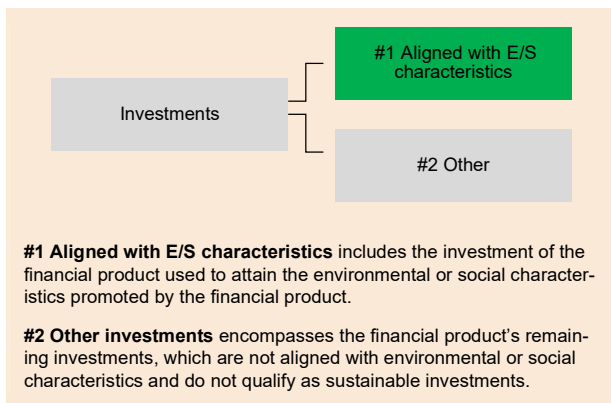 #1 Aligned with E/S
characteristics
Investments
#2 Other
#1 Aligned with E/S characteristics includes the investment of the
financial product used to attain the environmental or social character-
istics promoted by the financial product.
#2 Other investments encompasses the financial product’s remain-
ing investments, which are not aligned with environmental or social
characteristics and do not qualify as sustainable investments.